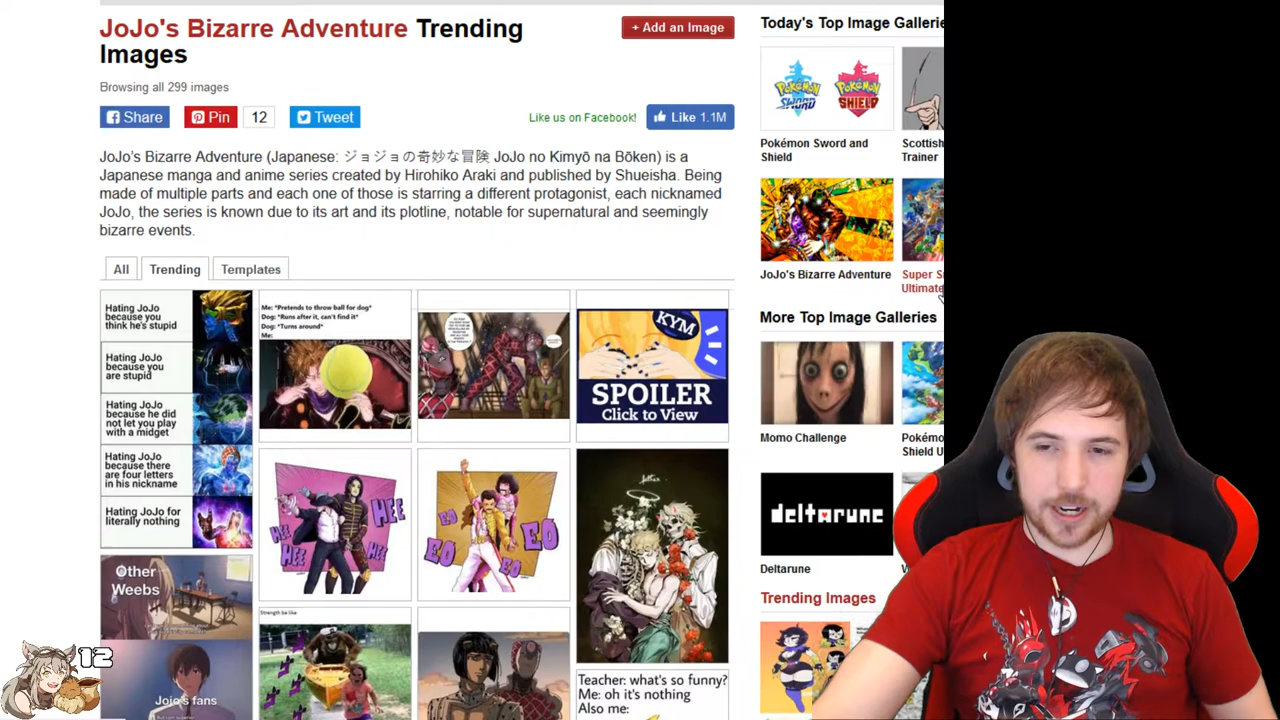 JoJo's Bizarre Adventure Trending
Images
+ Add an Image
Browsing all 299 images
Share
Pin
12
Tweet
Like us on Facebook!
Like 1.1M
JoJo's Bizarre Adventure (Japanese: ジョジョの奇妙な冒険 JoJo no Kimyō na Bōken) is a
Japanese manga and anime series created by Hirohiko Araki and published by Shueisha. Being
made of multiple parts and each one of those is starring a different protagonist, each nicknamed
JoJo, the series is known due to its art and its plotline, notable for supernatural and seemingly
bizarre events.
All
Trending
Templates
Hating JoJo
because you
think he's stupid
Hating JoJo
because you
are stupid
Hating JoJo
because he did
not let you play
with a midget
Hating JoJo
because there
are four letters
in his nickname
Hating JoJo for
literally nothing
Me: *Pretends to throw ball for dog*
Dog: *Runs after it, can't find it*
Dog: *Turns around*
Me:
KYM
SPOILER
Click to View
HEE
HEE
HEE
HEE
EO
EO
EO
EO
father
Other
Weebs
Jojo's fans
Strength be like
Teacher: what's so funny?
Me: oh it's nothing
Also me:
Today's Top Image Gallerie
POKéMON
SWORD
POKéMON
SHIELD
Pokémon Sword and
Shield
Scottish
Trainer
JoJo's Bizarre Adventure
Super S
Ultimate
More Top Image Galleries
Momo Challenge
Pokém
Shield U
deltarune
Deltarune
Trending Images
12